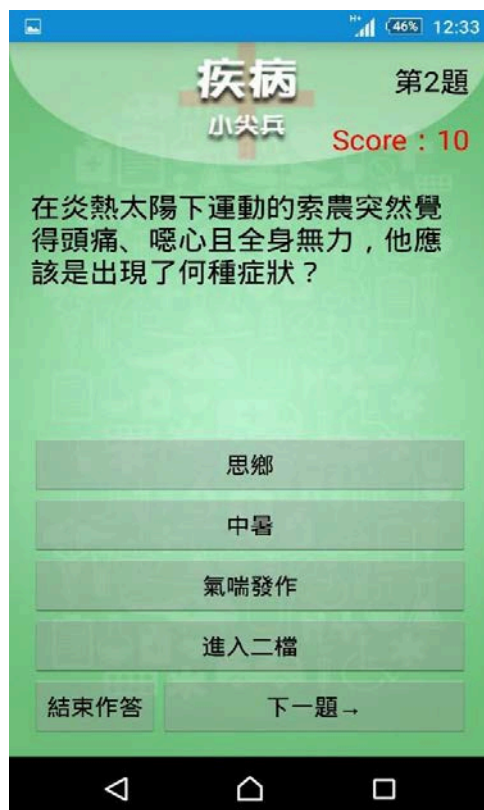 H+ 46% 12:33
疾病
小尖兵
第2題
Score：10
在炎熱太陽下運動的索農突然覺
得頭痛、噁心且全身無力，他應
該是出現了何種症狀？
思鄉
中暑
氣喘發作
進入二檔
結束作答 下一題→